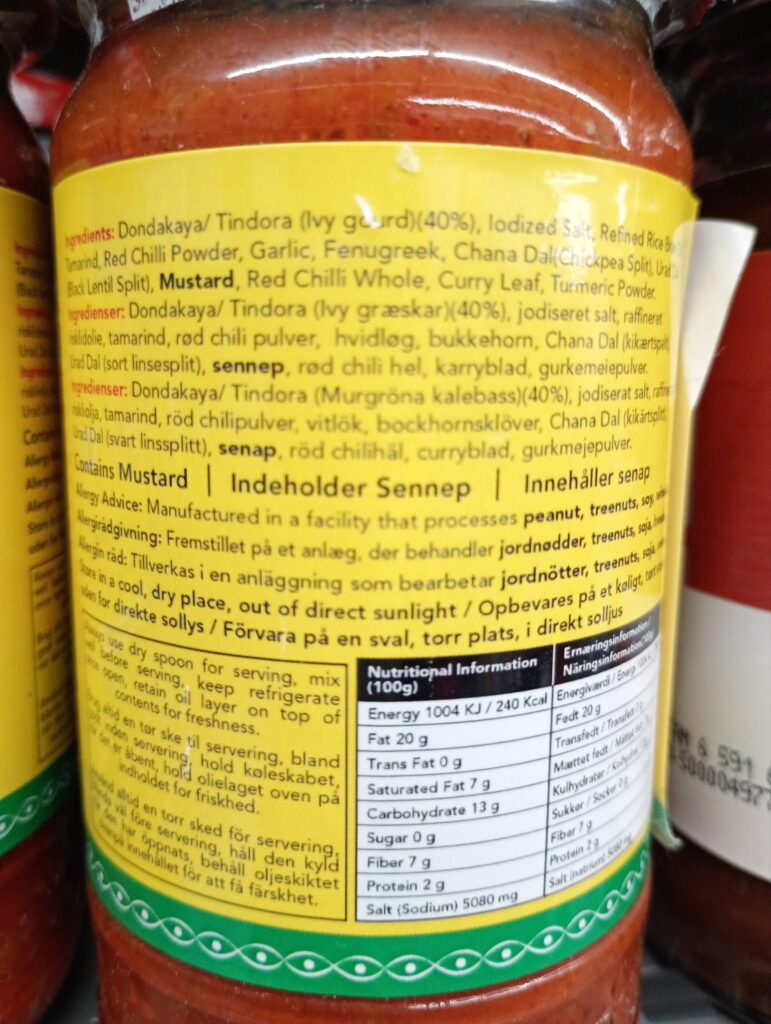 Ingredients: Dondakaya/ Tindora (Ivy gourd)(40%), Iodized Salt, Refined Rice Bran
Tamarind, Red Chilli Powder, Garlic, Fenugreek, Chana Dal(Chickpea Split), Urad Dal
(Black Lentil Split), Mustard, Red Chilli Whole, Curry Leaf, Turmeric Powder.
Ingredienser: Dondakaya/ Tindora (Ivy græskar)(40%), jodiseret salt, raffineret
risklidolie, tamarind, rød chili pulver, hvidløg, bukkehorn, Chana Dal (kikærtspalt
Urad Dal (sort linsesplit), sennep, rød chili hel, karryblad, gurkemeiepulver.
Ingredienser: Dondakaya/ Tindora (Murgröna kalebass)(40%), jodiserat salt,
riskliolja, tamarind, röd chilipulver, vitlök, bockhornsklöver, Chana Dal (kikärtsplitt
Urad Dal (svart linssplitt), senap, röd chilihäl, curryblad, gurkmejepulver.
Contains Mustard | Indeholder Sennep | Innehåller senap
Allergy Advice: Manufactured in a facility that processes peanut, treenuts, soy,
Allergirådgivning: Fremstillet på et anlæg, der behandler jordnødder, treenuts, soja,
Allergin råd: Tillverkas i en anläggning som bearbetar jordnötter, treenuts, soja,
Store in a cool, dry place, out of direct sunlight / Opbevares på et køligt, tørt
uden for direkte sollys / Förvara på en sval, torr plats, i direkt solljus
Always use dry spoon for serving, mix
well before serving, keep refrigerate
once open, retain oil layer on top of
contents for freshness.
Brug altid en tør ske til servering, bland
godt inden servering, hold køleskabet,
før det er åbent, hold olielaget oven på
indholdet for friskhed.
Använd alltid en torr sked för servering,
väl före servering, håll den kyld
den har öppnats, behåll oljeskiktet
innehållet för att få färskhet.
Nutritional Information
(100g)
Energy 1004 KJ / 240 Kcal
Fat 20 g
Trans Fat 0 g
Saturated Fat 7 g
Carbohydrate 13 g
Sugar 0 g
Fiber 7 g
Protein 2 g
Salt (Sodium) 5080 mg
Ernæringsinformation/
Näringsinformation(100g)
Energiværdi / Energi
Fedt 20 g
Transfedt / Transfett
Mættet fedt / Mättat fett
Kulhydrater / Kolhydrat
Sukker / Socker 0 g
Fiber 7 g
Protein 2 g
Salt (natrium) 5080 mg